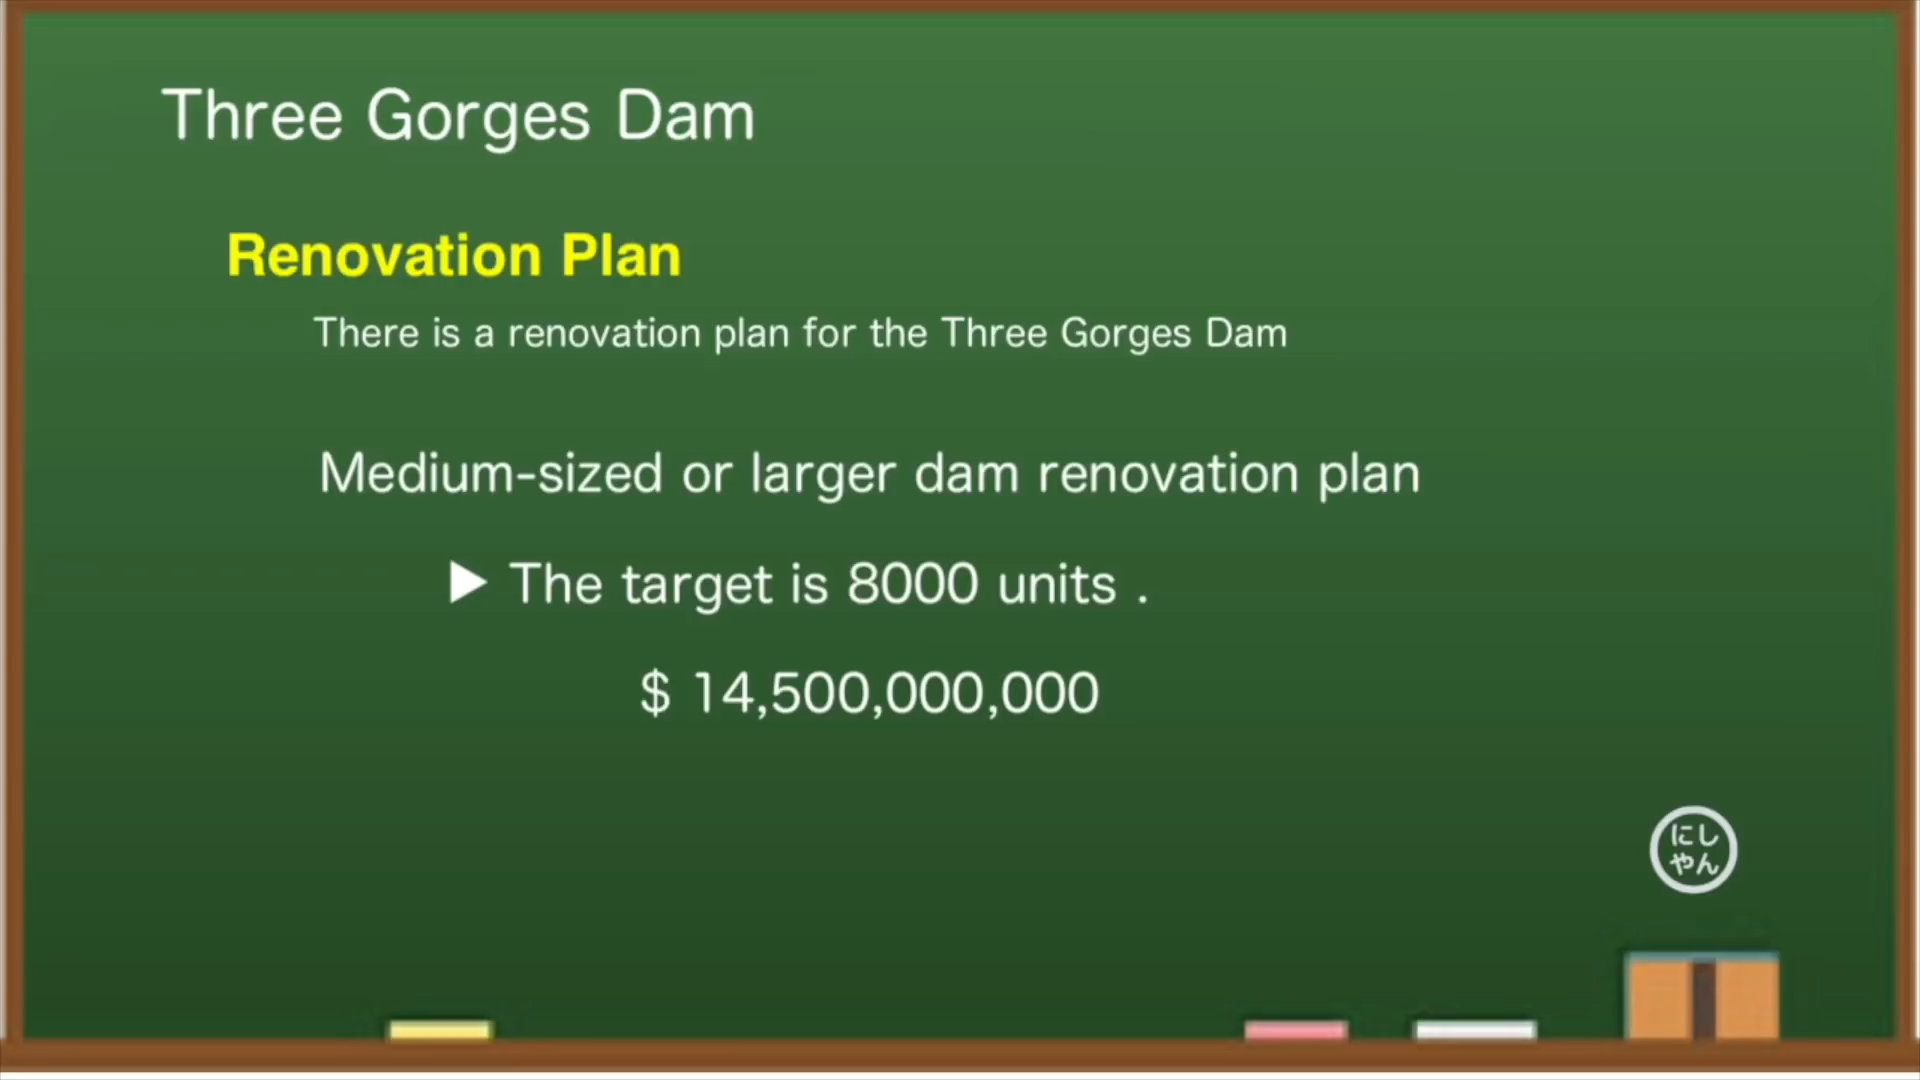 Three Gorges Dam
Renovation Plan
There is a renovation plan for the Three Gorges Dam
Medium-sized or larger dam renovation plan
▶ The target is 8000 units .
$ 14,500,000,000
にし
やん